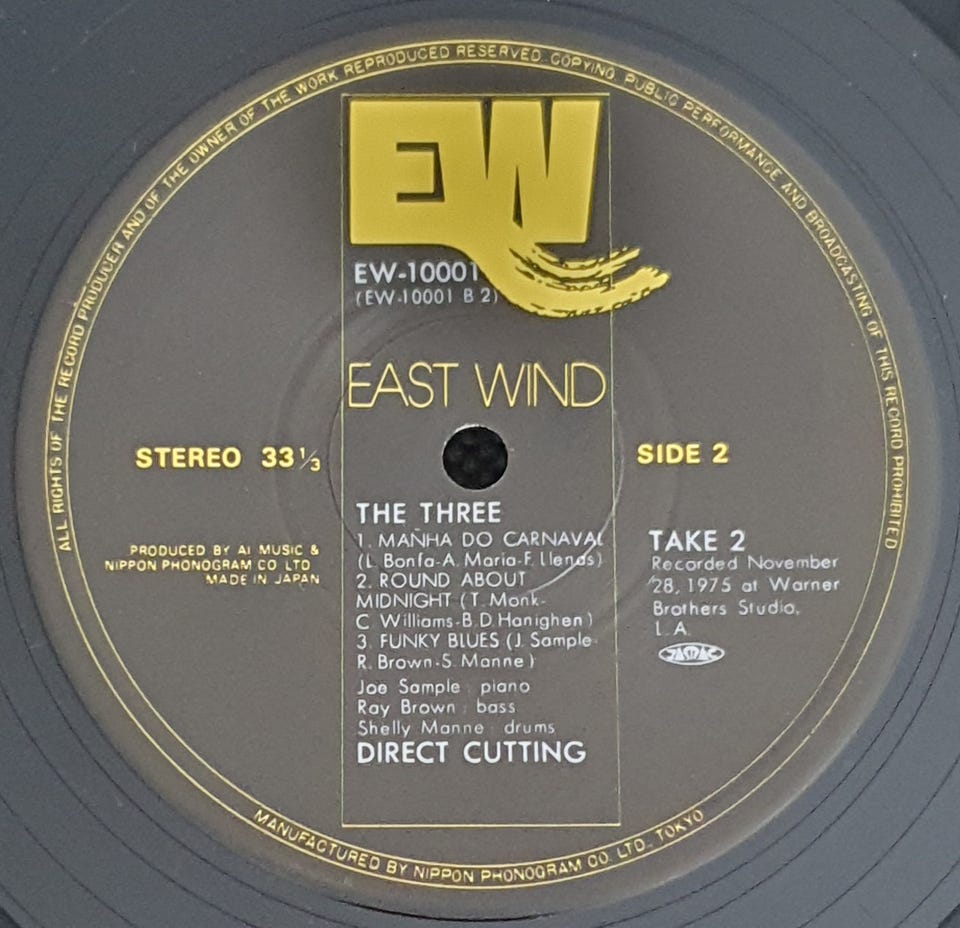 ALL RIGHTS OF THE RECORD PRODUCER AND OF THE OWNER OF THE WORK REPRODUCED RESERVED. COPYING, PUBLIC PERFORMANCE AND BROADCASTING OF THIS RECORD PROHIBITED
EW
EW-10001
(EW-10001 B 2)
EAST WIND
STEREO 33⅓
SIDE 2
PRODUCED BY AI MUSIC &
NIPPON PHONOGRAM CO LTD
MADE IN JAPAN
THE THREE
1. MAÑHA DO CARNAVAL
(L. Bonfa-A. Maria-F. Llenas)
2. ROUND ABOUT
MIDNIGHT (T. Monk-
C Williams-B.D.Hanighen)
3. FUNKY BLUES (J. Sample-
R. Brown-S. Manne)
Joe Sample : piano
Ray Brown : bass
Shelly Manne : drums
DIRECT CUTTING
TAKE 2
Recorded November
28, 1975 at Warner
Brothers Studio,
L.A.
JASRAC
MANUFACTURED BY NIPPON PHONOGRAM CO. LTD., TOKYO